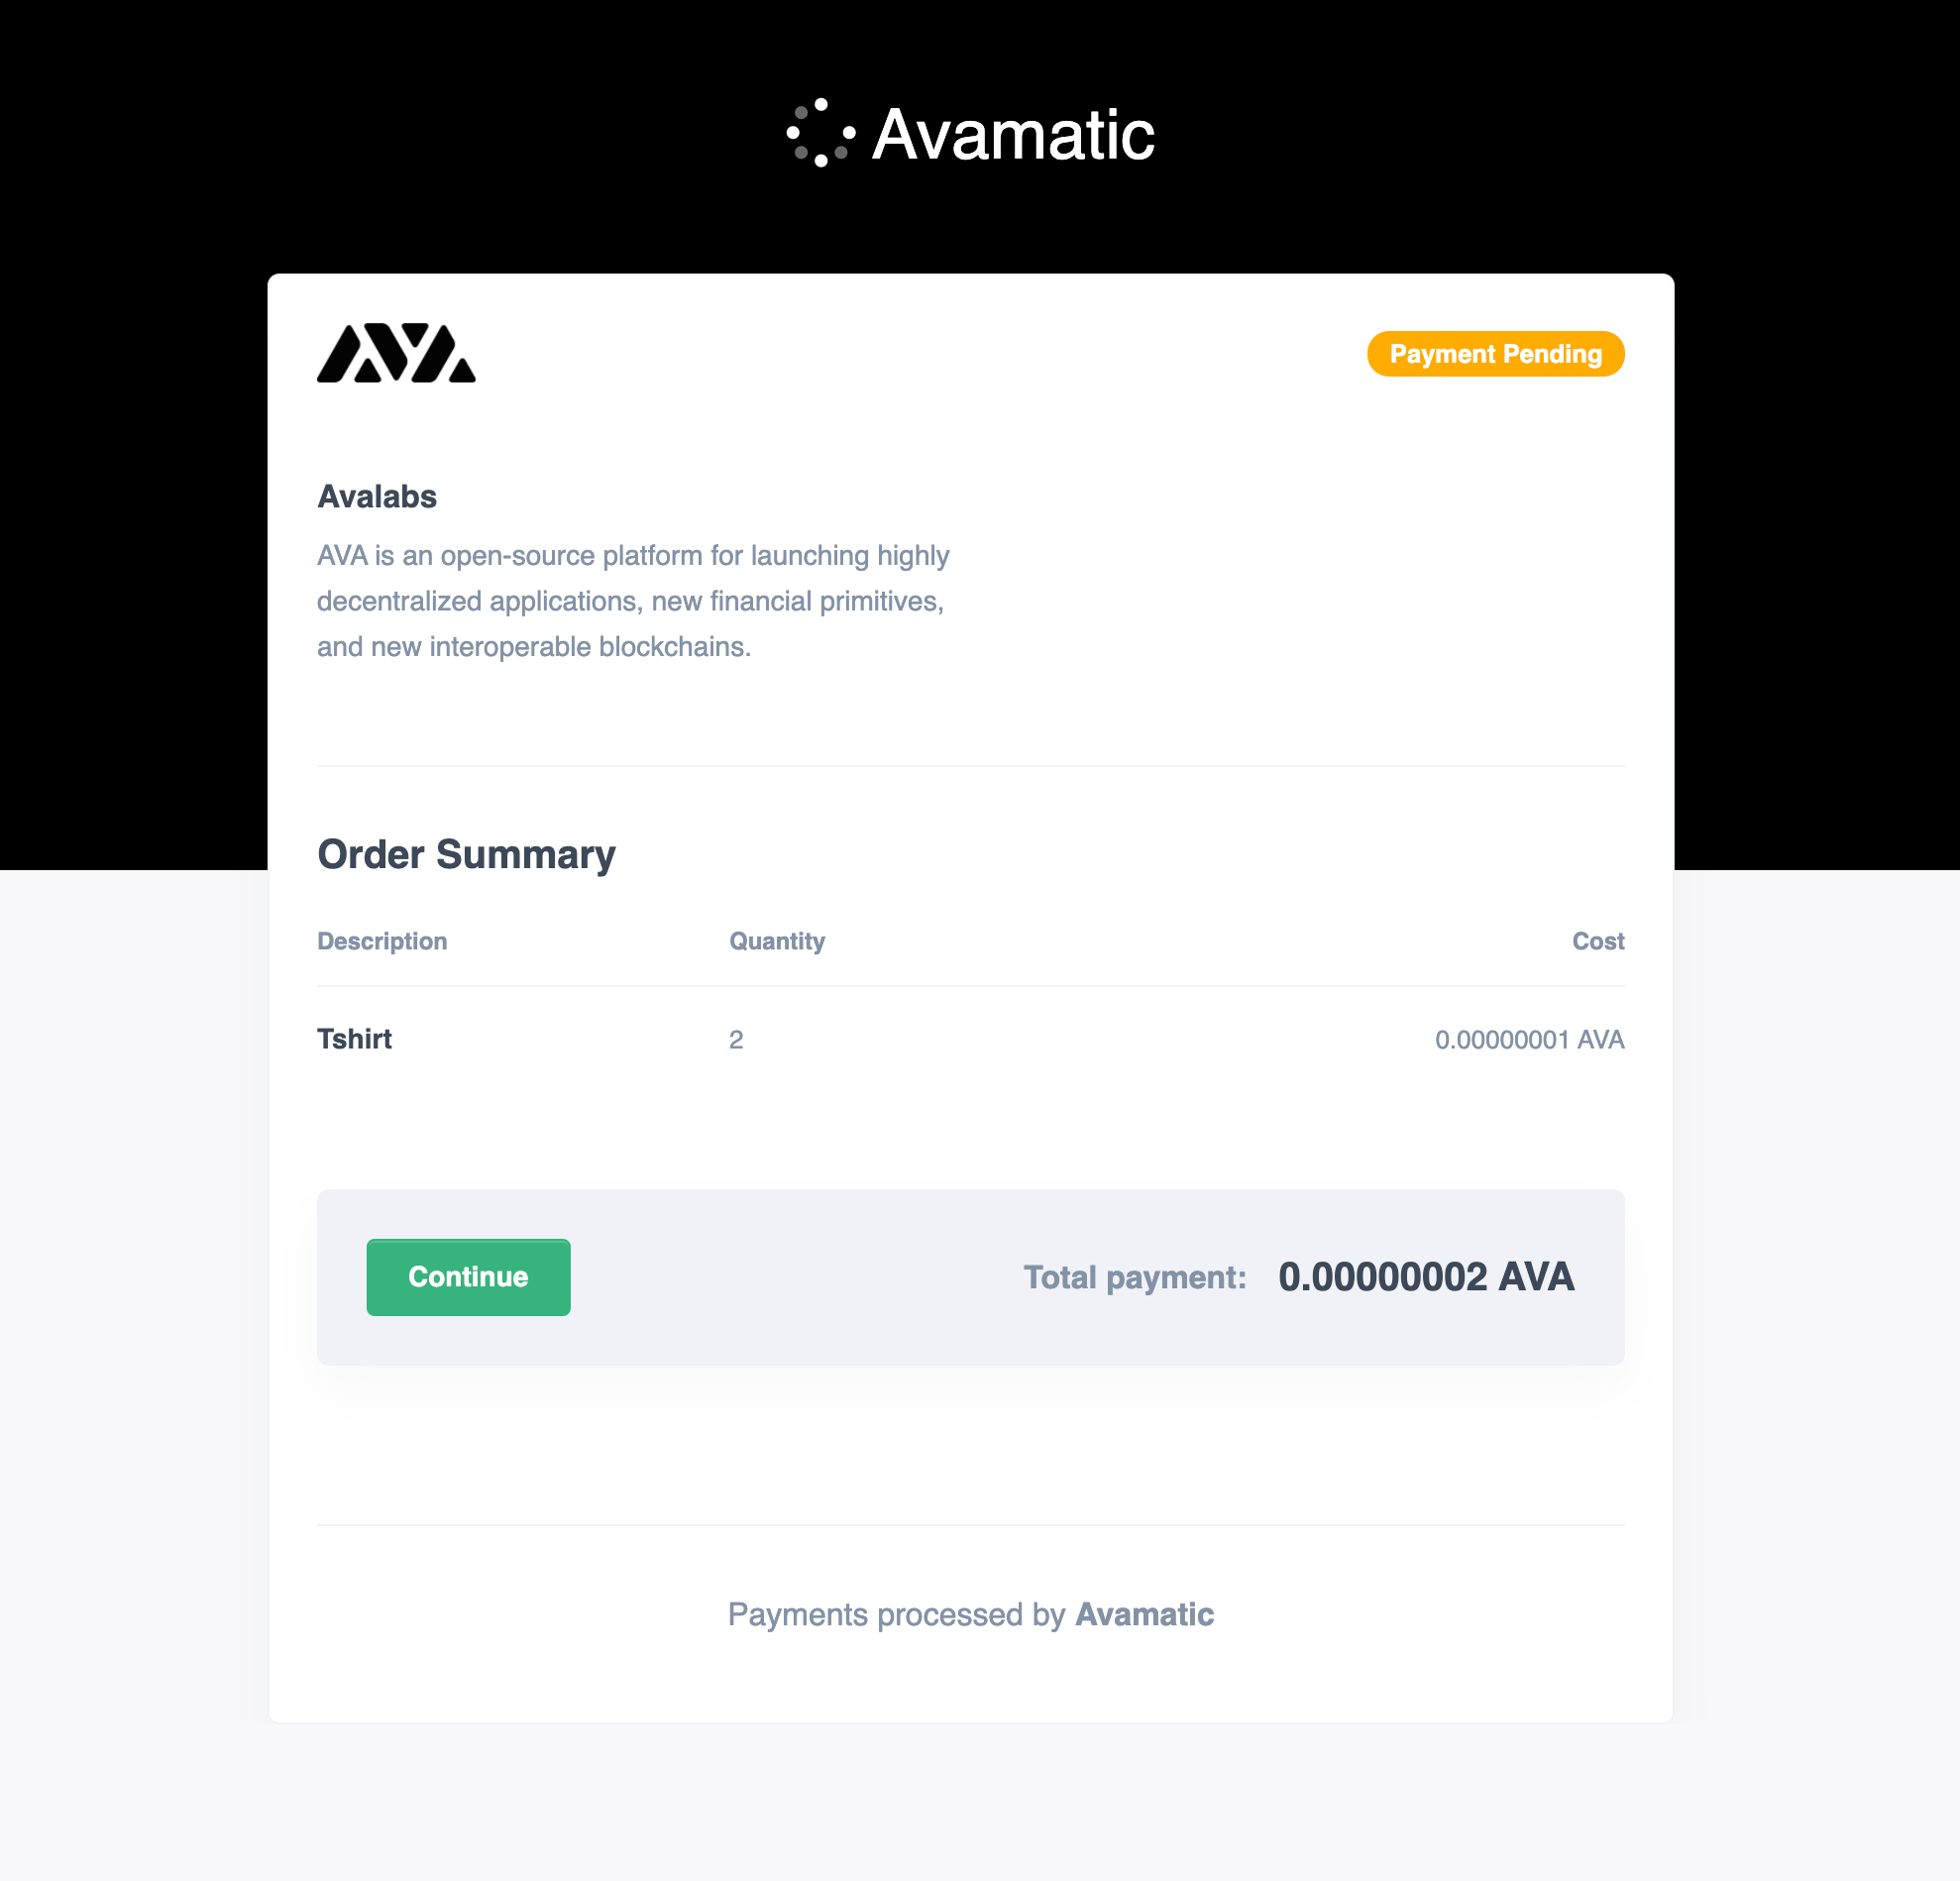 Avamatic
AVA
Payment Pending
Avalabs
AVA is an open-source platform for launching highly
decentralized applications, new financial primitives,
and new interoperable blockchains.
Order Summary
Description Quantity Cost
Tshirt 2 0.00000001 AVA
Continue Total payment: 0.00000002 AVA
Payments processed by Avamatic